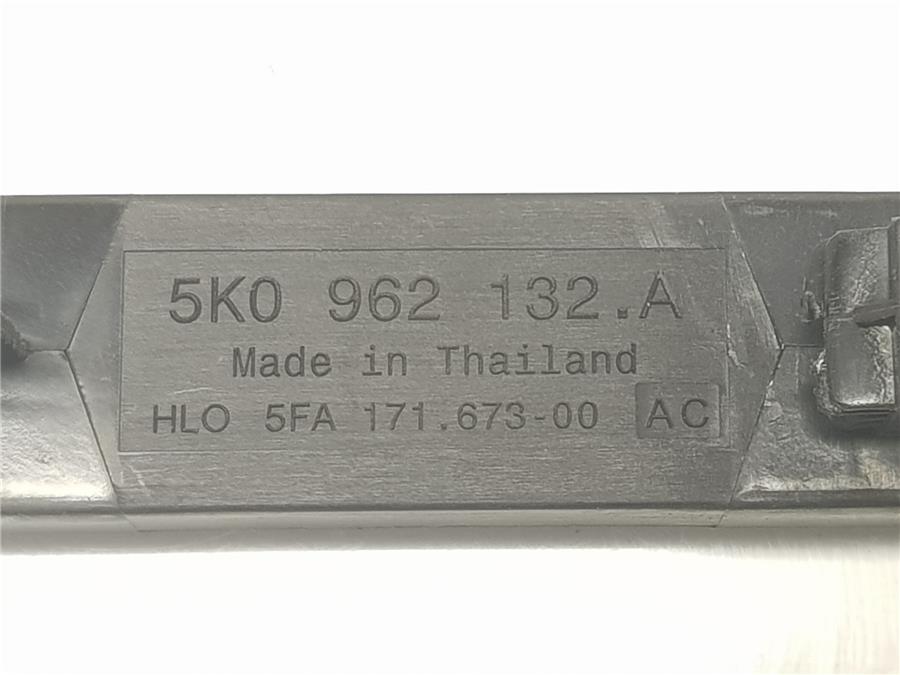 5K0 962 132.A
Made in Thailand
HLO 5FA 171.673-00 AC